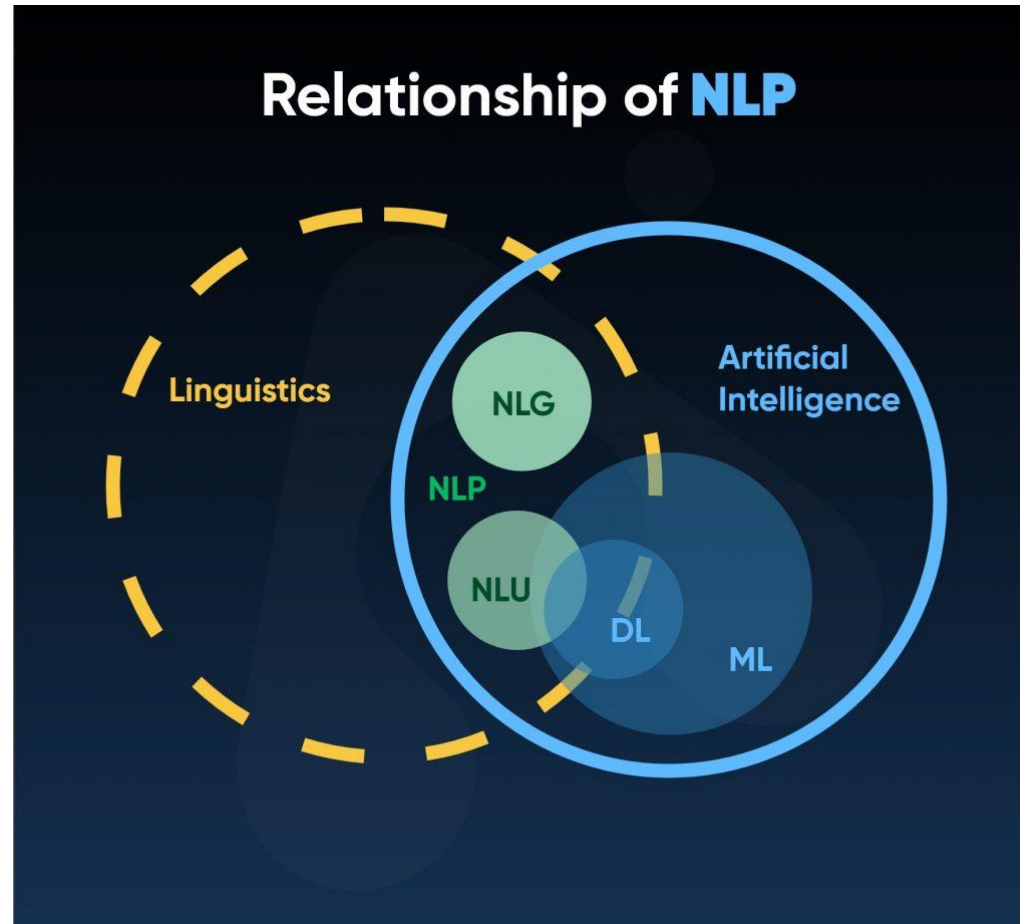 Relationship of NLP
Linguistics
Artificial
Intelligence
NLG
NLP
NLU
DL
ML